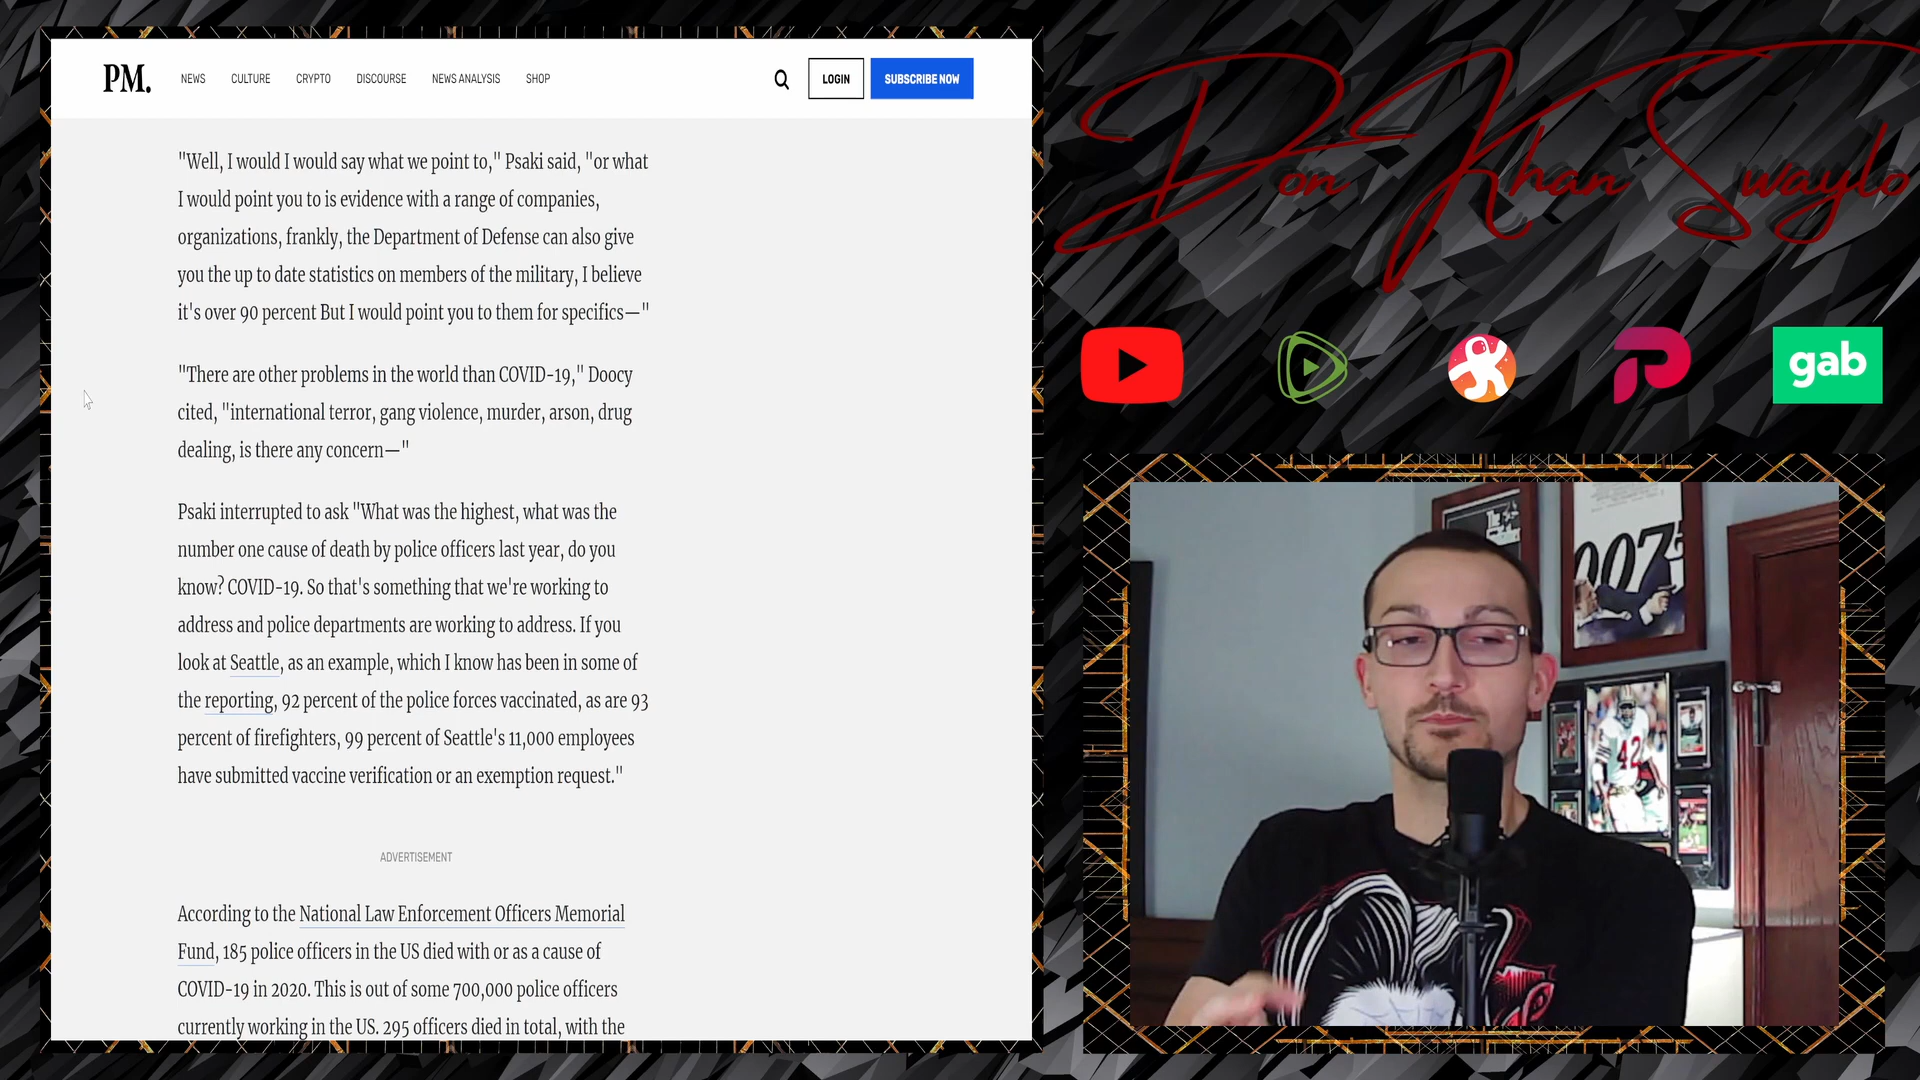 PM. NEWS CULTURE CRYPTO DISCOURSE NEWS ANALYSIS SHOP LOGIN SUBSCRIBE NOW
"Well, I would I would say what we point to," Psaki said, "or what
I would point you to is evidence with a range of companies,
organizations, frankly, the Department of Defense can also give
you the up to date statistics on members of the military, I believe
it's over 90 percent But I would point you to them for specifics—"
"There are other problems in the world than COVID-19," Doocy
cited, "international terror, gang violence, murder, arson, drug
dealing, is there any concern—"
Psaki interrupted to ask "What was the highest, what was the
number one cause of death by police officers last year, do you
know? COVID-19. So that's something that we're working to
address and police departments are working to address. If you
look at Seattle, as an example, which I know has been in some of
the reporting, 92 percent of the police forces vaccinated, as are 93
percent of firefighters, 99 percent of Seattle's 11,000 employees
have submitted vaccine verification or an exemption request."
ADVERTISEMENT
According to the National Law Enforcement Officers Memorial
Fund, 185 police officers in the US died with or as a cause of
COVID-19 in 2020. This is out of some 700,000 police officers
currently working in the US. 295 officers died in total, with the
Don Khan Swaylo
gab
007
42